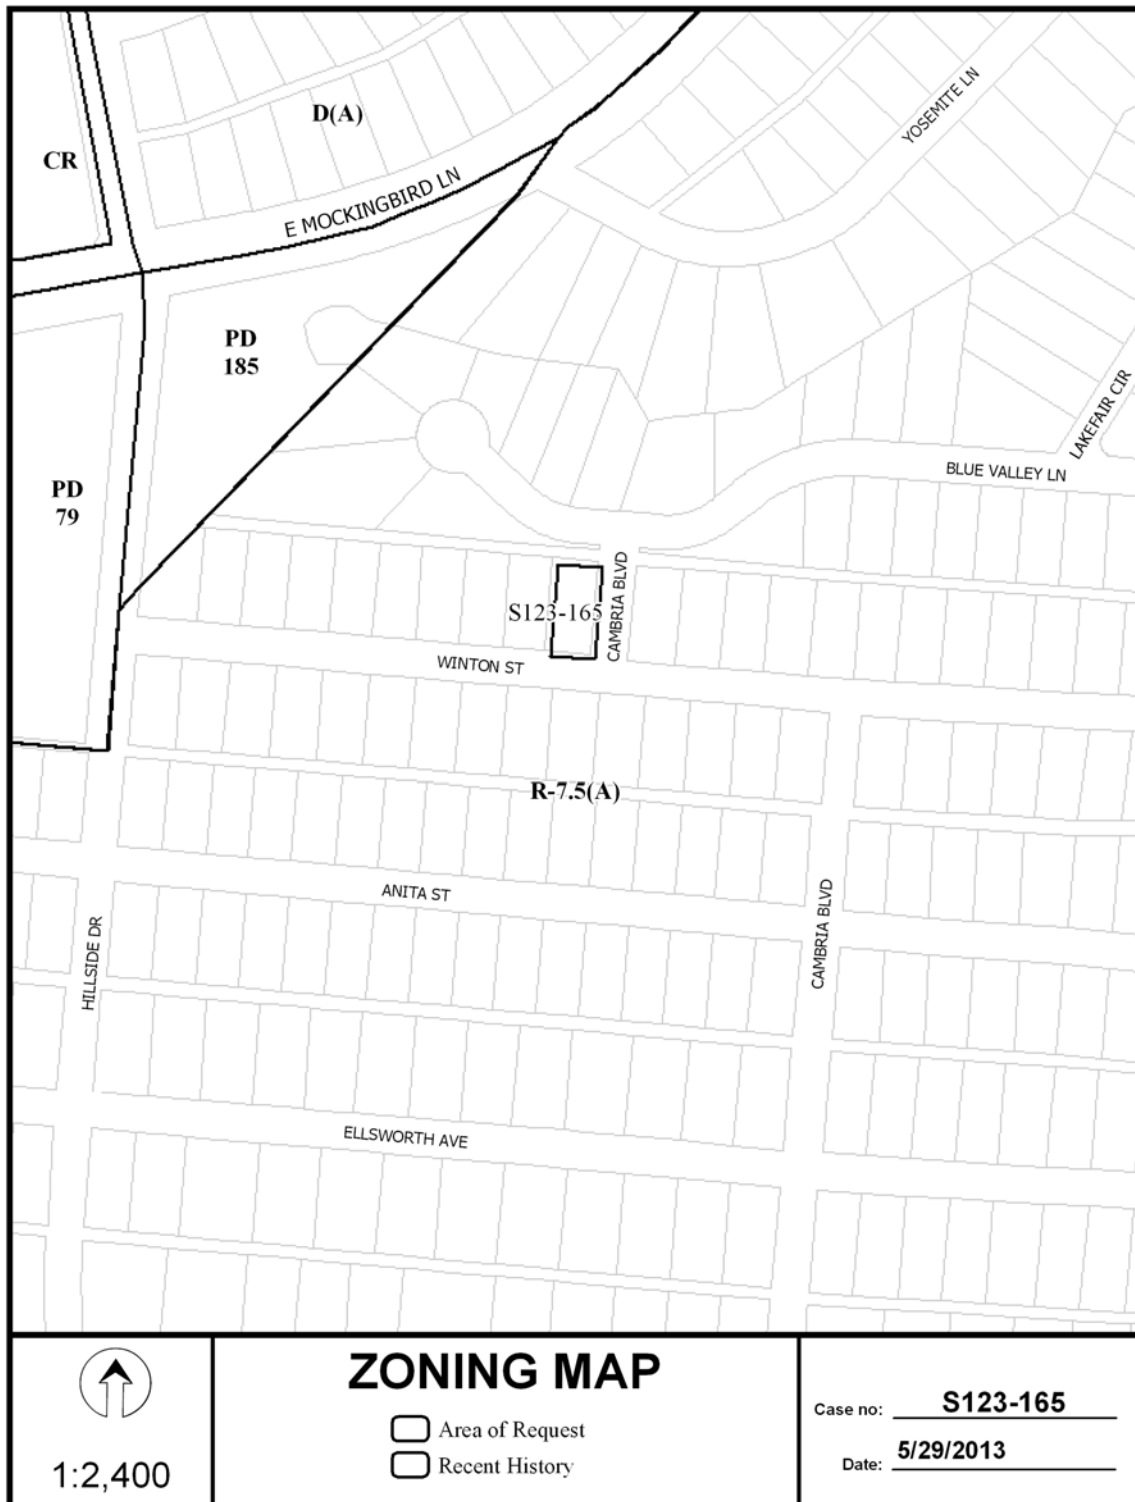 D(A)
CR
YOSEMITE LN
E MOCKINGBIRD LN
PD
185
LAKEFAIR CIR
BLUE VALLEY LN
PD
79
CAMBRIA BLVD
S123-165
WINTON ST
R-7.5(A)
ANITA ST
CAMBRIA BLVD
HILLSIDE DR
ELLSWORTH AVE
1:2,400
ZONING MAP
Area of Request
Recent History
Case no: S123-165
Date: 5/29/2013